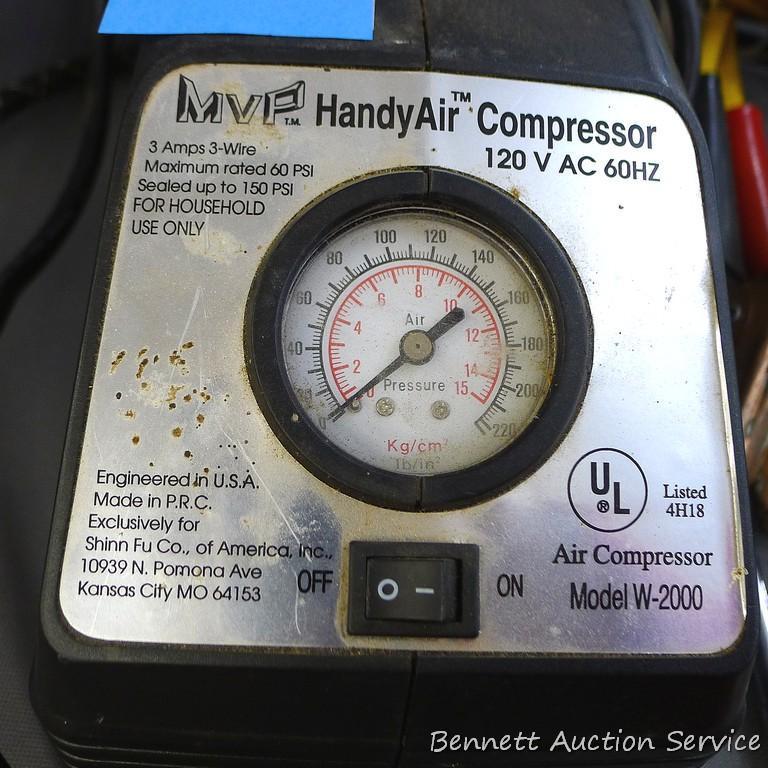 MVP T.M. HandyAir™ Compressor
120 V AC 60HZ
3 Amps 3-Wire
Maximum rated 60 PSI
Sealed up to 150 PSI
FOR HOUSEHOLD
USE ONLY
0
40
60
80
100
120
140
160
180
200
220
0
2
4
6
8
10
12
14
15
Air
Pressure
Kg/cm²
lb/in²
Engineered in U.S.A.
Made in P.R.C.
Exclusively for
Shinn Fu Co., of America, Inc.,
10939 N. Pomona Ave
Kansas City MO 64153
OFF
O –
ON
UL ®
Listed
4H18
Air Compressor
Model W-2000
Bennett Auction Service